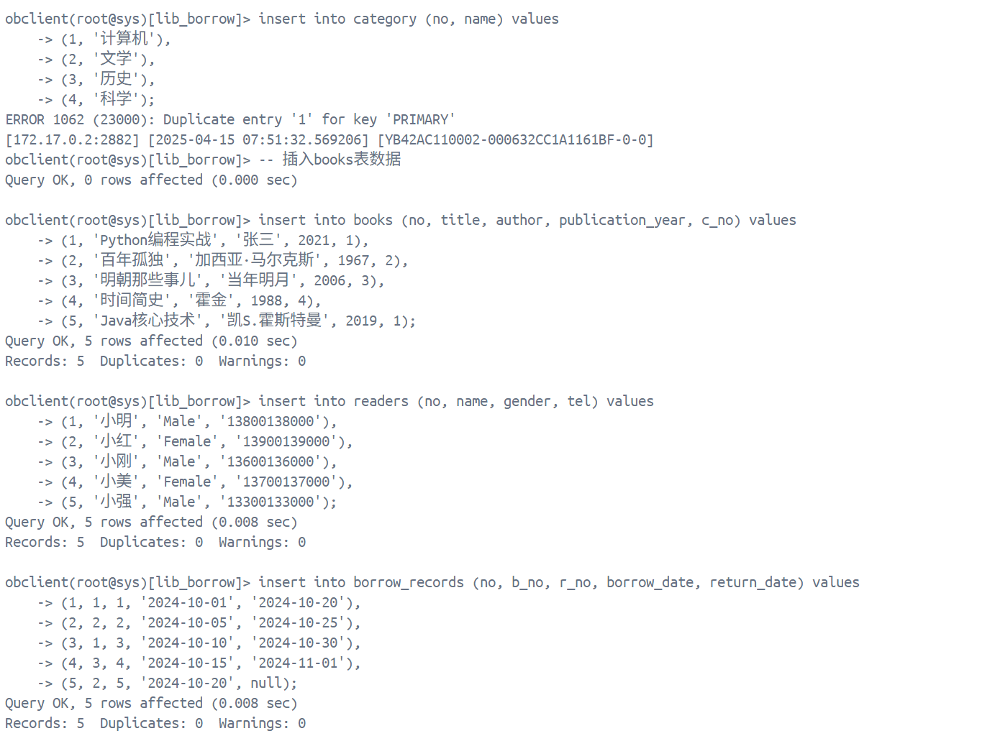 obclient(root@sys)[lib_borrow]> insert into category (no, name) values
    -> (1, '计算机'),
    -> (2, '文学'),
    -> (3, '历史'),
    -> (4, '科学');
ERROR 1062 (23000): Duplicate entry '1' for key 'PRIMARY'
[172.17.0.2:2882] [2025-04-15 07:51:32.569206] [YB42AC110002-000632CC1A1161BF-0-0]
obclient(root@sys)[lib_borrow]> -- 插入books表数据
Query OK, 0 rows affected (0.000 sec)

obclient(root@sys)[lib_borrow]> insert into books (no, title, author, publication_year, c_no) values
    -> (1, 'Python编程实战', '张三', 2021, 1),
    -> (2, '百年孤独', '加西亚·马尔克斯', 1967, 2),
    -> (3, '明朝那些事儿', '当年明月', 2006, 3),
    -> (4, '时间简史', '霍金', 1988, 4),
    -> (5, 'Java核心技术', '凯S.霍斯特曼', 2019, 1);
Query OK, 5 rows affected (0.010 sec)
Records: 5  Duplicates: 0  Warnings: 0

obclient(root@sys)[lib_borrow]> insert into readers (no, name, gender, tel) values
    -> (1, '小明', 'Male', '13800138000'),
    -> (2, '小红', 'Female', '13900139000'),
    -> (3, '小刚', 'Male', '13600136000'),
    -> (4, '小美', 'Female', '13700137000'),
    -> (5, '小强', 'Male', '13300133000');
Query OK, 5 rows affected (0.008 sec)
Records: 5  Duplicates: 0  Warnings: 0

obclient(root@sys)[lib_borrow]> insert into borrow_records (no, b_no, r_no, borrow_date, return_date) values
    -> (1, 1, 1, '2024-10-01', '2024-10-20'),
    -> (2, 2, 2, '2024-10-05', '2024-10-25'),
    -> (3, 1, 3, '2024-10-10', '2024-10-30'),
    -> (4, 3, 4, '2024-10-15', '2024-11-01'),
    -> (5, 2, 5, '2024-10-20', null);
Query OK, 5 rows affected (0.008 sec)
Records: 5  Duplicates: 0  Warnings: 0